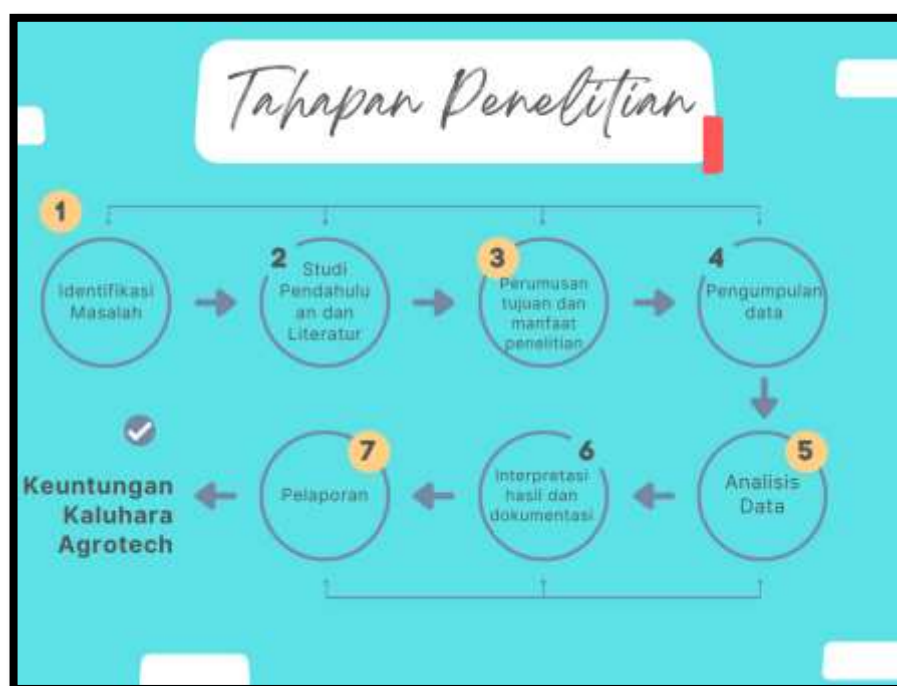 Tahapan Penelitian
1
Identifikasi
Masalah
2
Studi
Pendahulu
an dan
Literatur
3
Perumusan
tujuan dan
manfaat
penelitian
4
Pengumpulan
data
5
Analisis
Data
6
Interpretasi
hasil dan
dokumentasi
7
Pelaporan
Keuntungan
Kaluhara
Agrotech